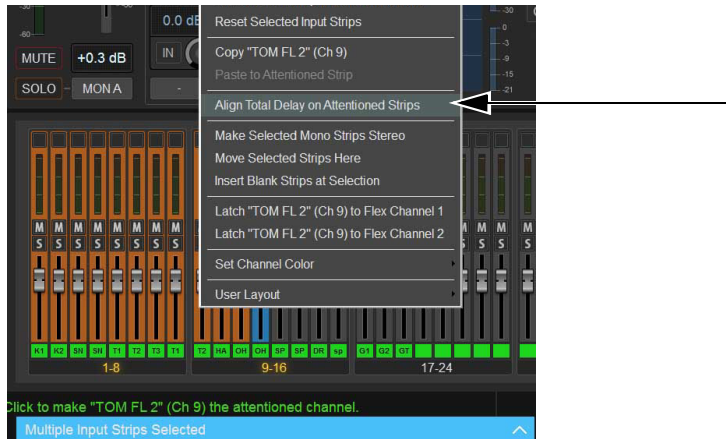 -30
-60
0.0 dB
MUTE
+0.3 dB
IN
SOLO
MON A
-
Reset Selected Input Strips
Copy "TOM FL 2" (Ch 9)
Paste to Attentioned Strip
Align Total Delay on Attentioned Strips
Make Selected Mono Strips Stereo
Move Selected Strips Here
Insert Blank Strips at Selection
Latch "TOM FL 2" (Ch 9) to Flex Channel 1
Latch "TOM FL 2" (Ch 9) to Flex Channel 2
Set Channel Color
User Layout
-30
0
-3
-9
-15
-21
M M M M M M M M M M M M
S S S S S S S S S S S S
K1 K2 SN SN T1 T2 T3 T1 T2 HA OH OH SP SP DR sp G1 G2 GT
1-8 9-16 17-24
Click to make "TOM FL 2" (Ch 9) the attentioned channel.
Multiple Input Strips Selected